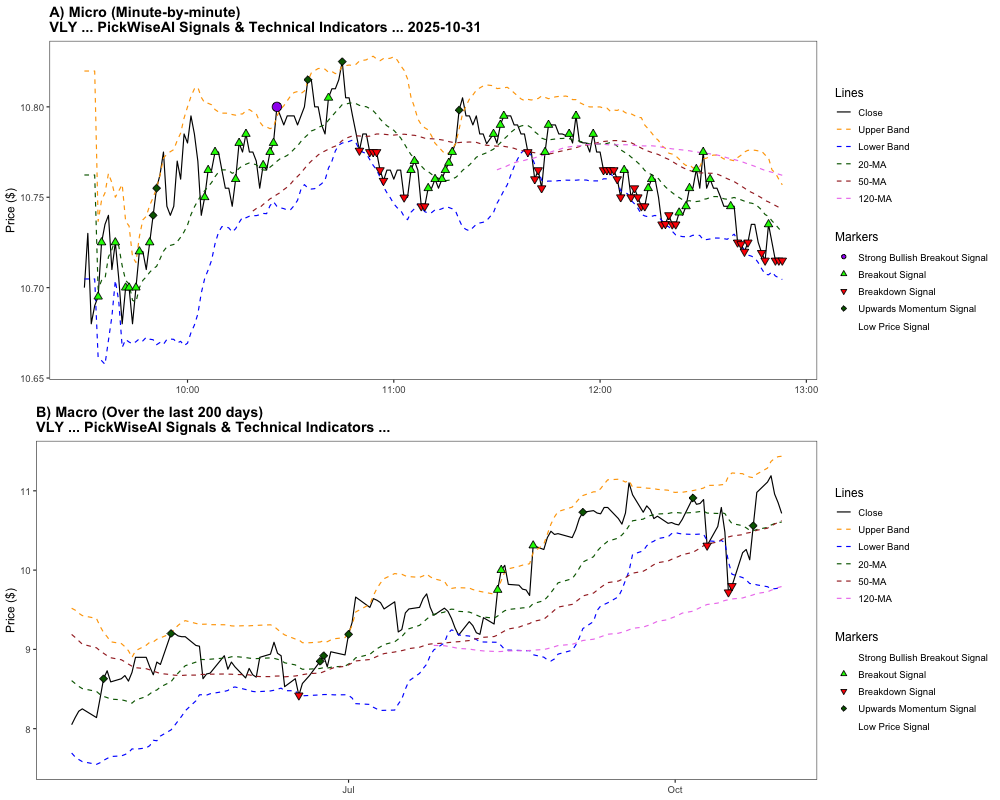 A) Micro (Minute-by-minute)
VLY ... PickWiseAI Signals & Technical Indicators ... 2025-10-31
Price ($)
10.80
10.75
10.70
10.65
10:00
11:00
12:00
13:00
Lines
Close
Upper Band
Lower Band
20-MA
50-MA
120-MA
Markers
Strong Bullish Breakout Signal
Breakout Signal
Breakdown Signal
Upwards Momentum Signal
Low Price Signal
B) Macro (Over the last 200 days)
VLY ... PickWiseAI Signals & Technical Indicators ...
Price ($)
11
10
9
8
Jul
Oct
Lines
Close
Upper Band
Lower Band
20-MA
50-MA
120-MA
Markers
Strong Bullish Breakout Signal
Breakout Signal
Breakdown Signal
Upwards Momentum Signal
Low Price Signal